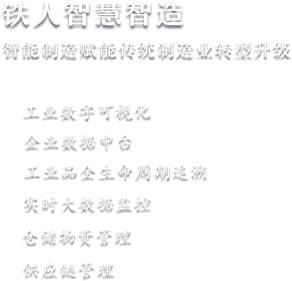 铁人智慧智造
智能制造赋能传统制造业转型升级
工业数字可视化
企业数据中台
工业品全生命周期追溯
实时大数据监控
仓储物资管理
供应链管理